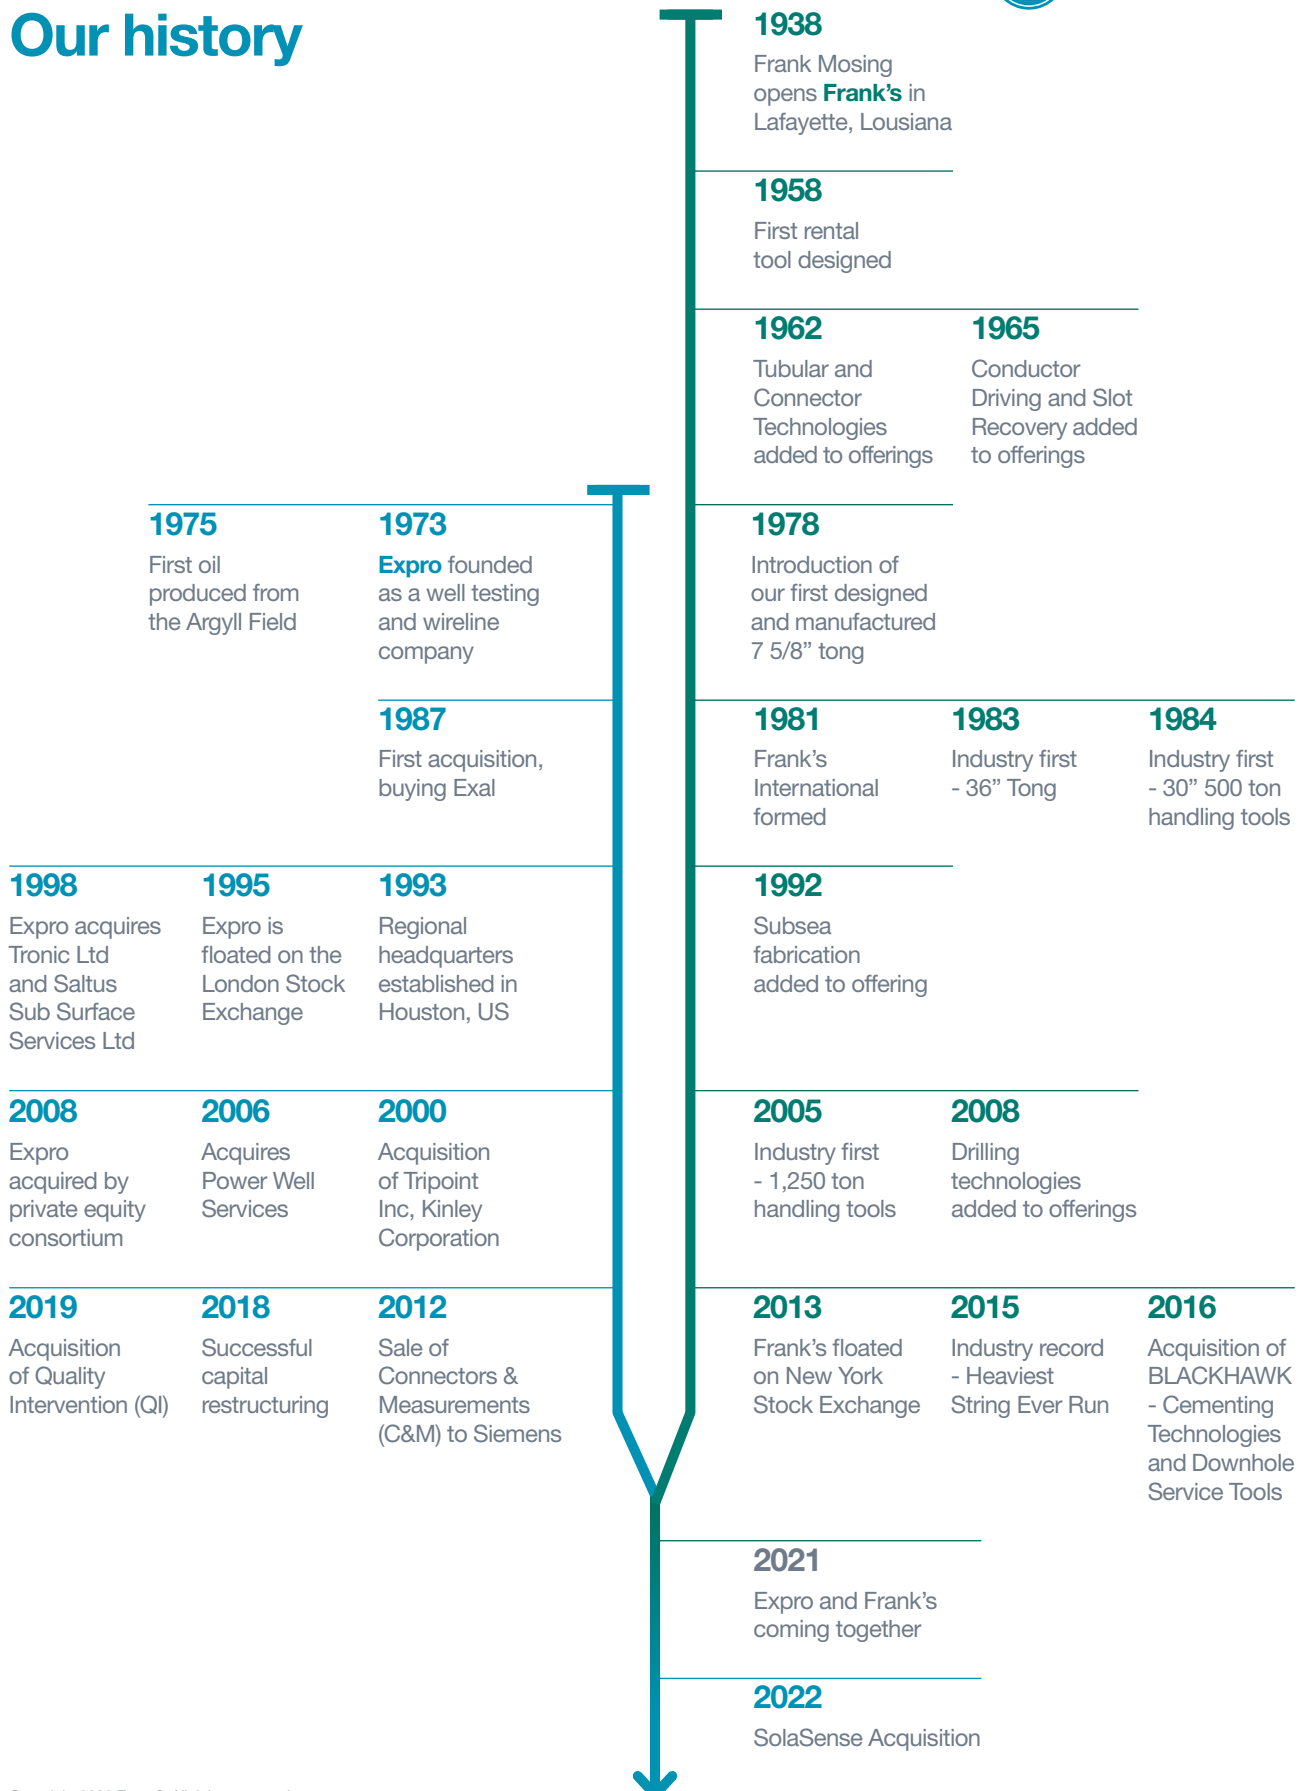 Our history
1938
Frank Mosing
opens Frank's in
Lafayette, Lousiana
1958
First rental
tool designed
1962
Tubular and
Connector
Technologies
added to offerings
1965
Conductor
Driving and Slot
Recovery added
to offerings
1975
First oil
produced from
the Argyll Field
1973
Expro founded
as a well testing
and wireline
company
1978
Introduction of
our first designed
and manufactured
7 5/8” tong
1987
First acquisition,
buying Exal
1981
Frank’s
International
formed
1983
Industry first
- 36” Tong
1984
Industry first
- 30” 500 ton
handling tools
1998
Expro acquires
Tronic Ltd
and Saltus
Sub Surface
Services Ltd
1995
Expro is
floated on the
London Stock
Exchange
1993
Regional
headquarters
established in
Houston, US
1992
Subsea
fabrication
added to offering
2008
Expro
acquired by
private equity
consortium
2006
Acquires
Power Well
Services
2000
Acquisition
of Tripoint
Inc, Kinley
Corporation
2005
Industry first
- 1,250 ton
handling tools
2008
Drilling
technologies
added to offerings
2019
Acquisition
of Quality
Intervention (QI)
2018
Successful
capital
restructuring
2012
Sale of
Connectors &
Measurements
(C&M) to Siemens
2013
Frank’s floated
on New York
Stock Exchange
2015
Industry record
- Heaviest
String Ever Run
2016
Acquisition of
BLACKHAWK
- Cementing
Technologies
and Downhole
Service Tools
2021
Expro and Frank’s
coming together
2022
SolaSense Acquisition